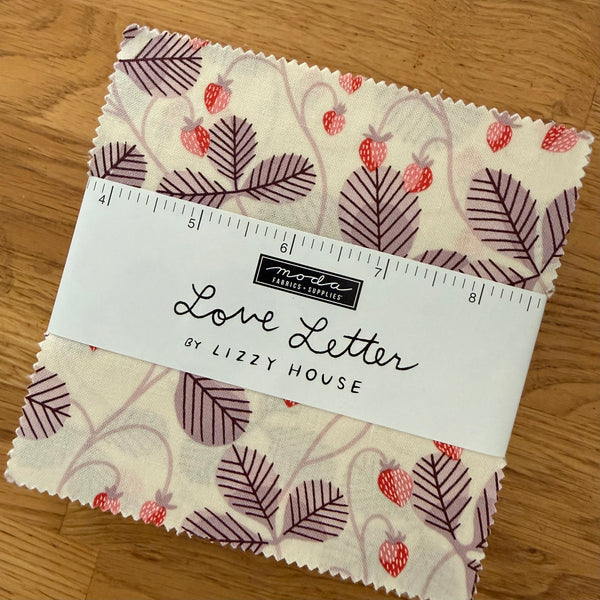 4 5 6 7 8
moda
FABRICS + SUPPLIES
Love Letter
BY LIZZY HOUSE